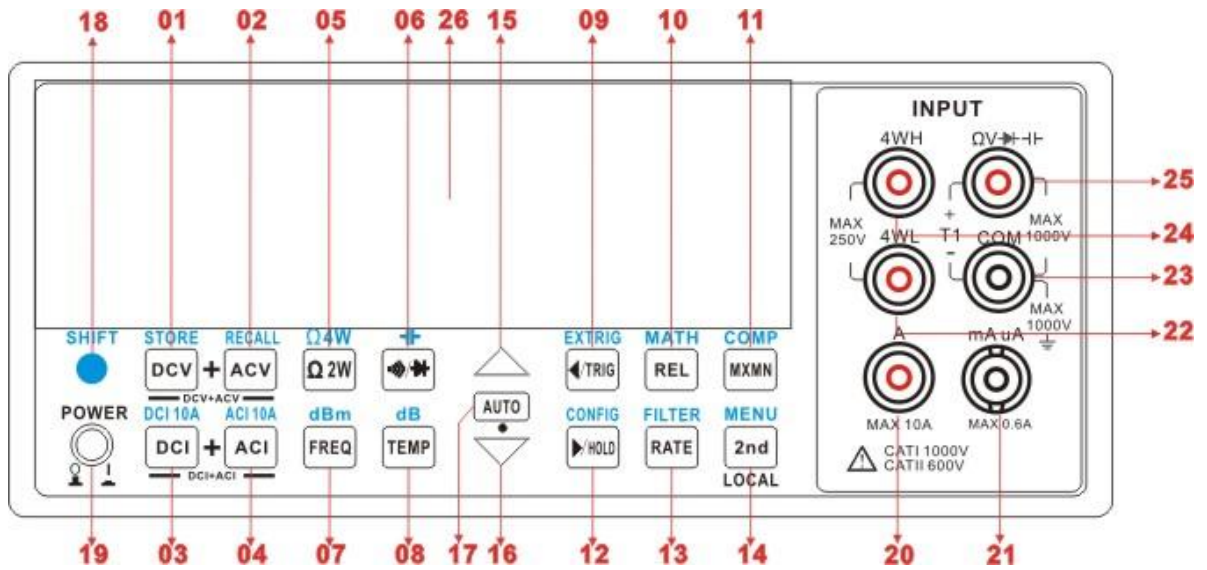 18 01 02 05 06 26 15 09 10 11
INPUT
4WH ΩV
25
MAX 250V
+ T1 -
MAX 1000V
24
4WL COM
23
MAX 1000V
22
SHIFT STORE RECALL Ω4W EXTRIG MATH COMP
A mA uA
DCV + ACV Ω 2W /TRIG REL MXMN
DCV+ACV
AUTO
POWER DCI 10A ACI 10A dBm dB CONFIG FILTER MENU
MAX 10A MAX 0.6A
DCI + ACI FREQ TEMP /HOLD RATE 2nd
DCI+ACI
LOCAL
CATI 1000V
CATII 600V
19 03 04 07 08 17 16 12 13 14 20 21